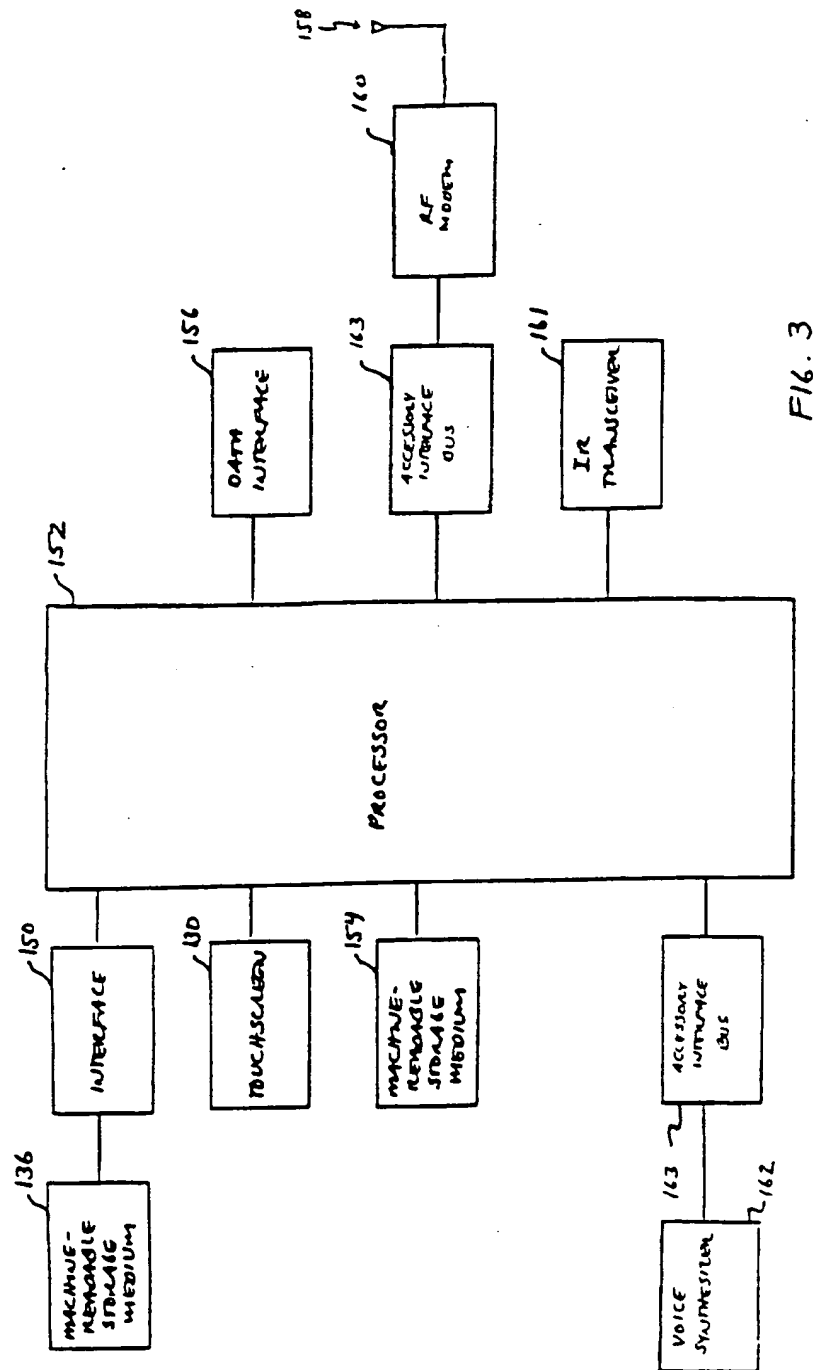 136
MACHINE-
READABLE
STORAGE
MEDIUM
150
INTERFACE
130
TOUCHSCREEN
154
MACHINE-
READABLE
STORAGE
MEDIUM
163
ACCESSORY
INTERFACE
BUS
162
VOICE
SYNTHESIZER
152
PROCESSOR
156
DATA
INTERFACE
163
ACCESSORY
INTERFACE
BUS
160
RF
MODEM
158
161
IR
TRANSCEIVER
FIG. 3